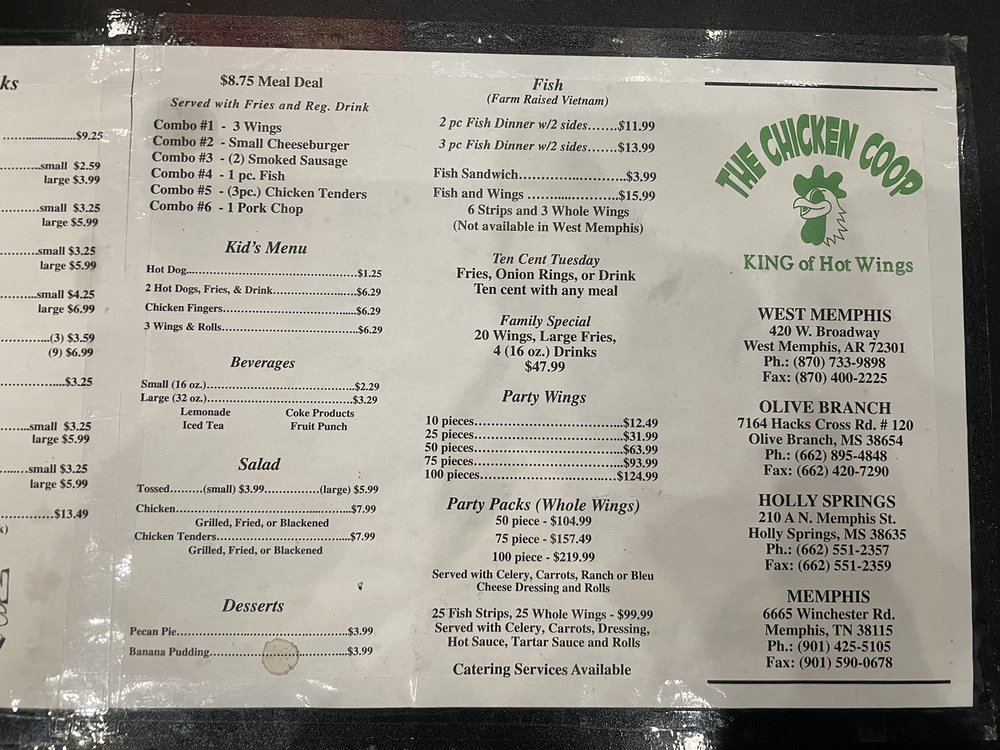 ks
$9.25
small $2.59
large $3.99
small $3.25
large $5.99
small $3.25
large $5.99
small $4.25
large $6.99
(3) $3.59
(9) $6.99
$3.25
small $3.25
large $5.99
small $3.25
large $5.99
$13.49
$8.75 Meal Deal
Served with Fries and Reg. Drink
Combo #1 - 3 Wings
Combo #2 - Small Cheeseburger
Combo #3 - (2) Smoked Sausage
Combo #4 - 1 pc. Fish
Combo #5 - (3pc.) Chicken Tenders
Combo #6 - 1 Pork Chop
Kid's Menu
Hot Dog...$1.25
2 Hot Dogs, Fries, & Drink...$6.29
Chicken Fingers...$6.29
3 Wings & Rolls...$6.29
Beverages
Small (16 oz.)...$2.29
Large (32 oz.)...$3.29
Lemonade Coke Products
Iced Tea Fruit Punch
Salad
Tossed...(small) $3.99...(large) $5.99
Chicken...$7.99
Grilled, Fried, or Blackened
Chicken Tenders...$7.99
Grilled, Fried, or Blackened
Desserts
Pecan Pie...$3.99
Banana Pudding...$3.99
Fish
(Farm Raised Vietnam)
2 pc Fish Dinner w/2 sides...$11.99
3 pc Fish Dinner w/2 sides...$13.99
Fish Sandwich...$3.99
Fish and Wings...$15.99
6 Strips and 3 Whole Wings
(Not available in West Memphis)
Ten Cent Tuesday
Fries, Onion Rings, or Drink
Ten cent with any meal
Family Special
20 Wings, Large Fries,
4 (16 oz.) Drinks
$47.99
Party Wings
10 pieces...$12.49
25 pieces...$31.99
50 pieces...$63.99
75 pieces...$93.99
100 pieces...$124.99
Party Packs (Whole Wings)
50 piece - $104.99
75 piece - $157.49
100 piece - $219.99
Served with Celery, Carrots, Ranch or Bleu
Cheese Dressing and Rolls
25 Fish Strips, 25 Whole Wings - $99.99
Served with Celery, Carrots, Dressing,
Hot Sauce, Tartar Sauce and Rolls
Catering Services Available
THE CHICKEN COOP
KING of Hot Wings
WEST MEMPHIS
420 W. Broadway
West Memphis, AR 72301
Ph.: (870) 733-9898
Fax: (870) 400-2225
OLIVE BRANCH
7164 Hacks Cross Rd. # 120
Olive Branch, MS 38654
Ph.: (662) 895-4848
Fax: (662) 420-7290
HOLLY SPRINGS
210 A N. Memphis St.
Holly Springs, MS 38635
Ph.: (662) 551-2357
Fax: (662) 551-2359
MEMPHIS
6665 Winchester Rd.
Memphis, TN 38115
Ph.: (901) 425-5105
Fax: (901) 590-0678